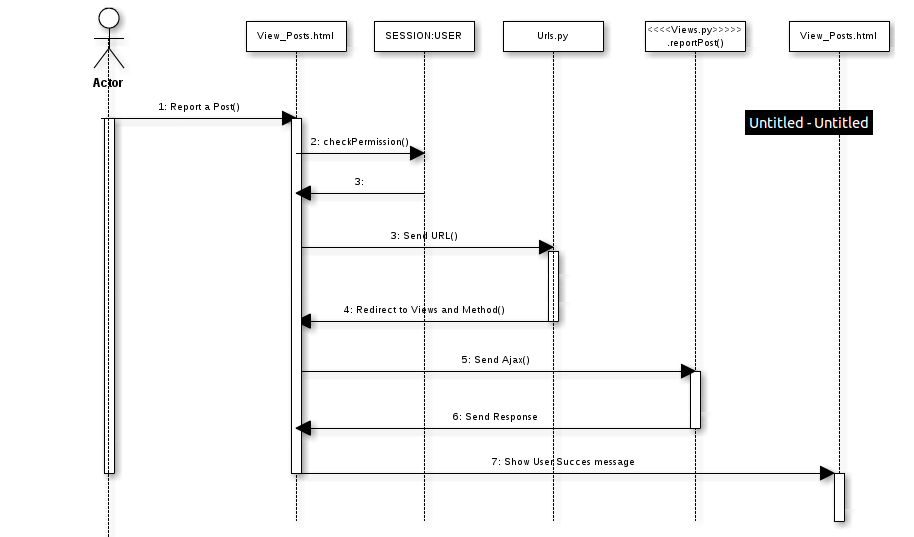 View_Posts.html
SESSION:USER
Urls.py
<<<<Views.py>>>>>
.reportPost()
View_Posts.html
Actor
1: Report a Post()
Untitled - Untitled
2: checkPermission()
3:
3: Send URL()
4: Redirect to Views and Method()
5: Send Ajax()
6: Send Response
7: Show User Succes message